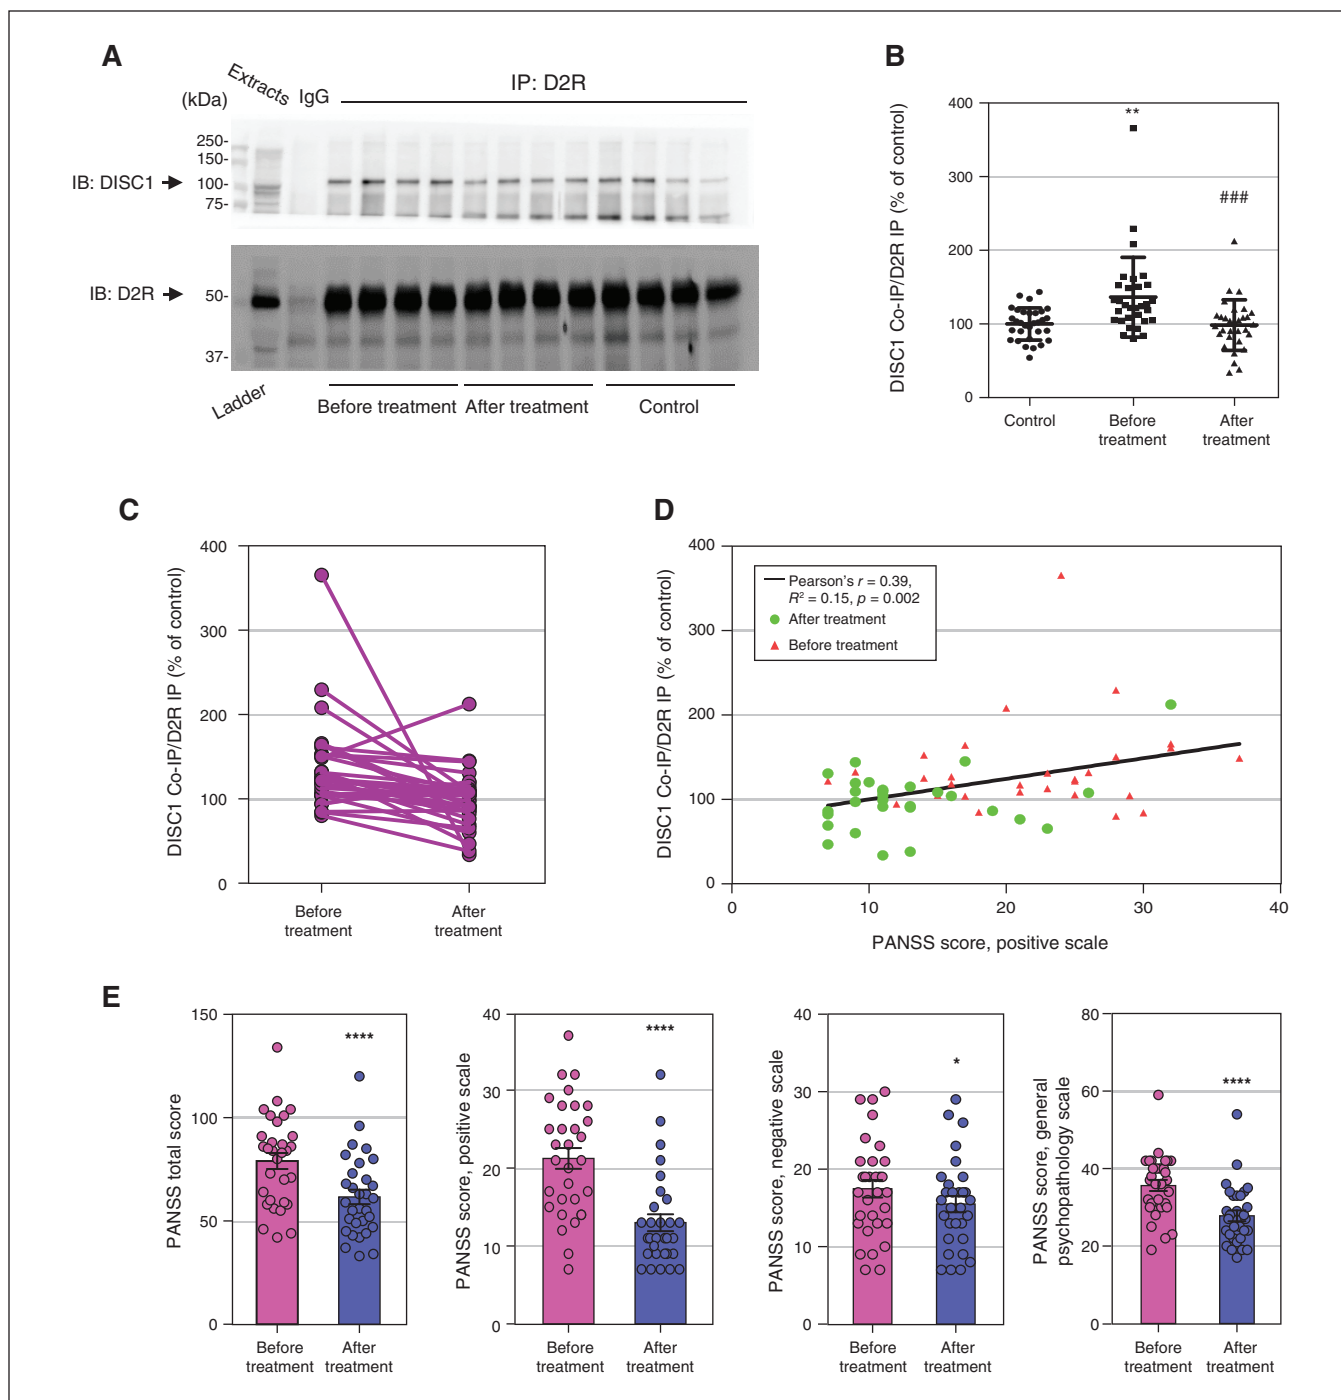 A
Extracts
IgG
IP: D2R
(kDa)
250-
150-
IB: DISC1
100-
75-
IB: D2R
50-
37-
Ladder
Before treatment
After treatment
Control
B
DISC1 Co-IP/D2R IP (% of control)
400
300
200
100
0
**
###
Control
Before
treatment
After
treatment
C
DISC1 Co-IP/D2R IP (% of control)
400
300
200
100
0
Before
treatment
After
treatment
D
DISC1 Co-IP/D2R IP (% of control)
400
300
200
100
0
Pearson's r = 0.39,
R² = 0.15, p = 0.002
After treatment
Before treatment
0
10
20
30
40
PANSS score, positive scale
E
PANSS total score
150
100
50
0
****
Before
treatment
After
treatment
PANSS score, positive scale
40
30
20
10
0
****
Before
treatment
After
treatment
PANSS score, negative scale
40
30
20
10
0
*
Before
treatment
After
treatment
PANSS score, general
psychopathology scale
80
60
40
20
0
****
Before
treatment
After
treatment